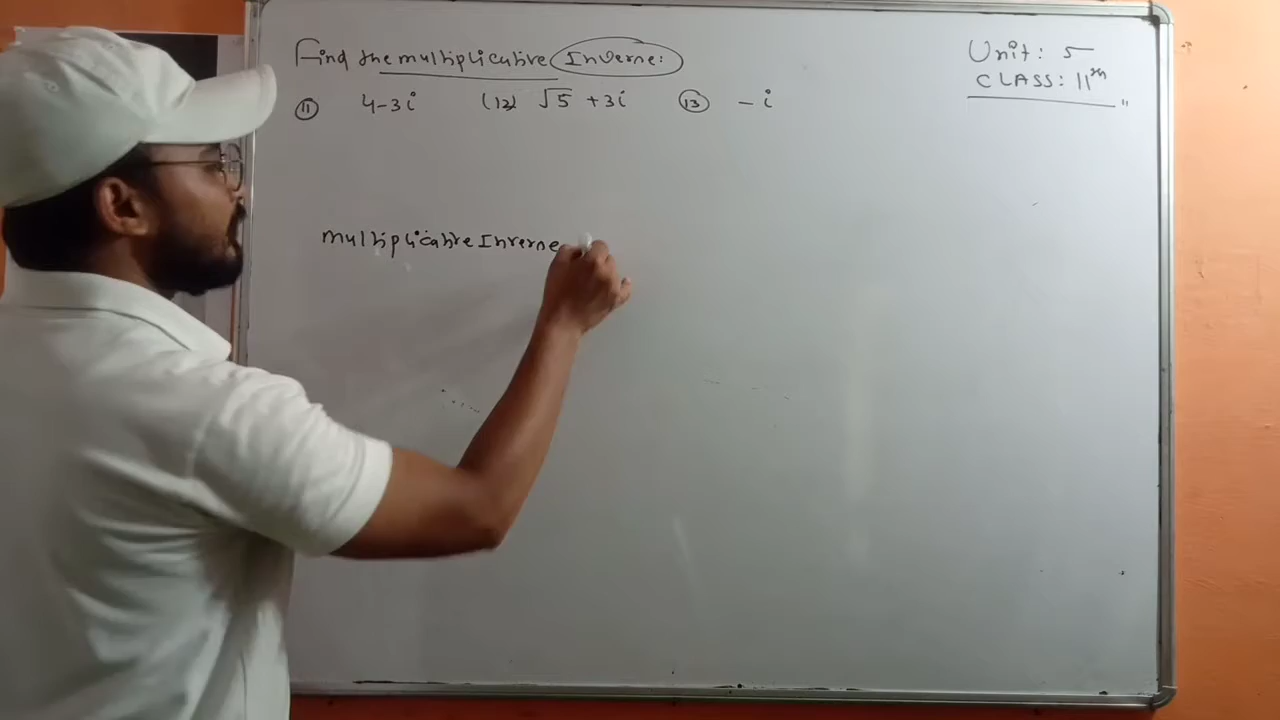 Find the multiplicative Inverse:
(11) 4-3i (12) √5 +3i (13) -i
Unit: 5
CLASS: 11th
multiplicative Inverse